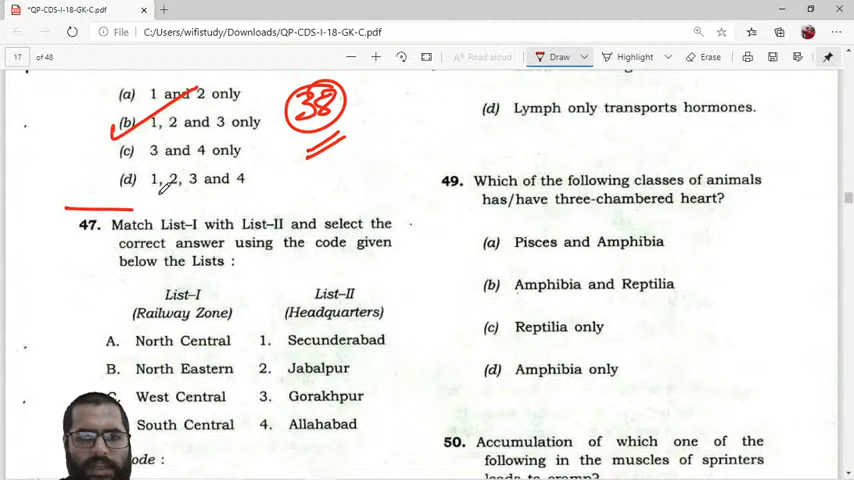 *QP-CDS-I-18-GK-C.pdf
File
C:/Users/wifistudy/Downloads/QP-CDS-I-18-GK-C.pdf
17 of 48
Read aloud
Draw
Highlight
Erase
(a) 1 and 2 only
(b) 1, 2 and 3 only
(c) 3 and 4 only
(d) 1, 2, 3 and 4
38
47. Match List–I with List–II and select the
correct answer using the code given
below the Lists :
List–I List–II
(Railway Zone) (Headquarters)
A. North Central 1. Secunderabad
B. North Eastern 2. Jabalpur
C. West Central 3. Gorakhpur
South Central 4. Allahabad
ode :
(d) Lymph only transports hormones.
49. Which of the following classes of animals
has/have three-chambered heart?
(a) Pisces and Amphibia
(b) Amphibia and Reptilia
(c) Reptilia only
(d) Amphibia only
50. Accumulation of which one of the
following in the muscles of sprinters
leads to cramp?